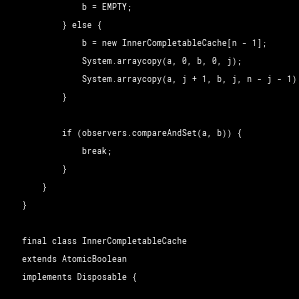 b = EMPTY;
} else {
b = new InnerCompletableCache[n - 1];
System.arraycopy(a, 0, b, 0, j);
System.arraycopy(a, j + 1, b, j, n - j - 1)
}
if (observers.compareAndSet(a, b)) {
break;
}
}
}
final class InnerCompletableCache
extends AtomicBoolean
implements Disposable {